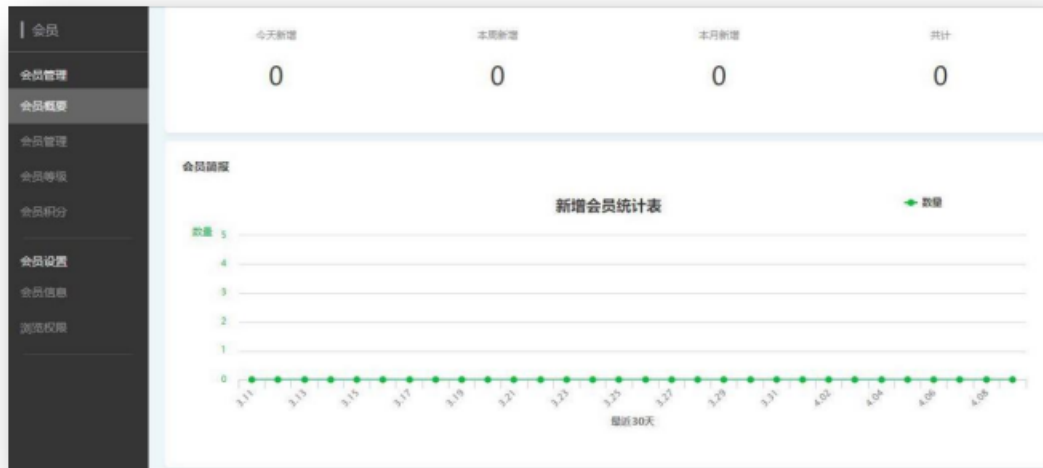 会员
会员管理
会员概要
会员管理
会员等级
会员积分
会员设置
会员信息
浏览权限
今天新增 本周新增 本月新增 共计
0 0 0 0
会员简报
新增会员统计表
数量
数量
5
4
3
2
1
0
3.11 3.13 3.15 3.17 3.19 3.21 3.23 3.25 3.27 3.29 3.31 4.02 4.04 4.06 4.08
最近30天